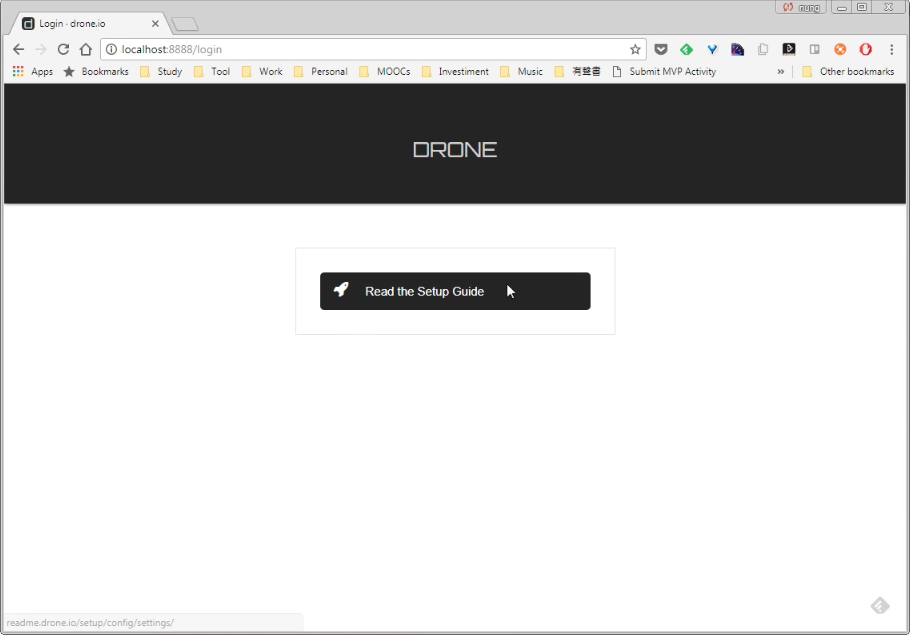 nung
Login - drone.io
localhost:8888/login
Apps Bookmarks Study Tool Work Personal MOOCs Investiment Music 有聲書 Submit MVP Activity » Other bookmarks
DRONE
Read the Setup Guide
readme.drone.io/setup/config/settings/